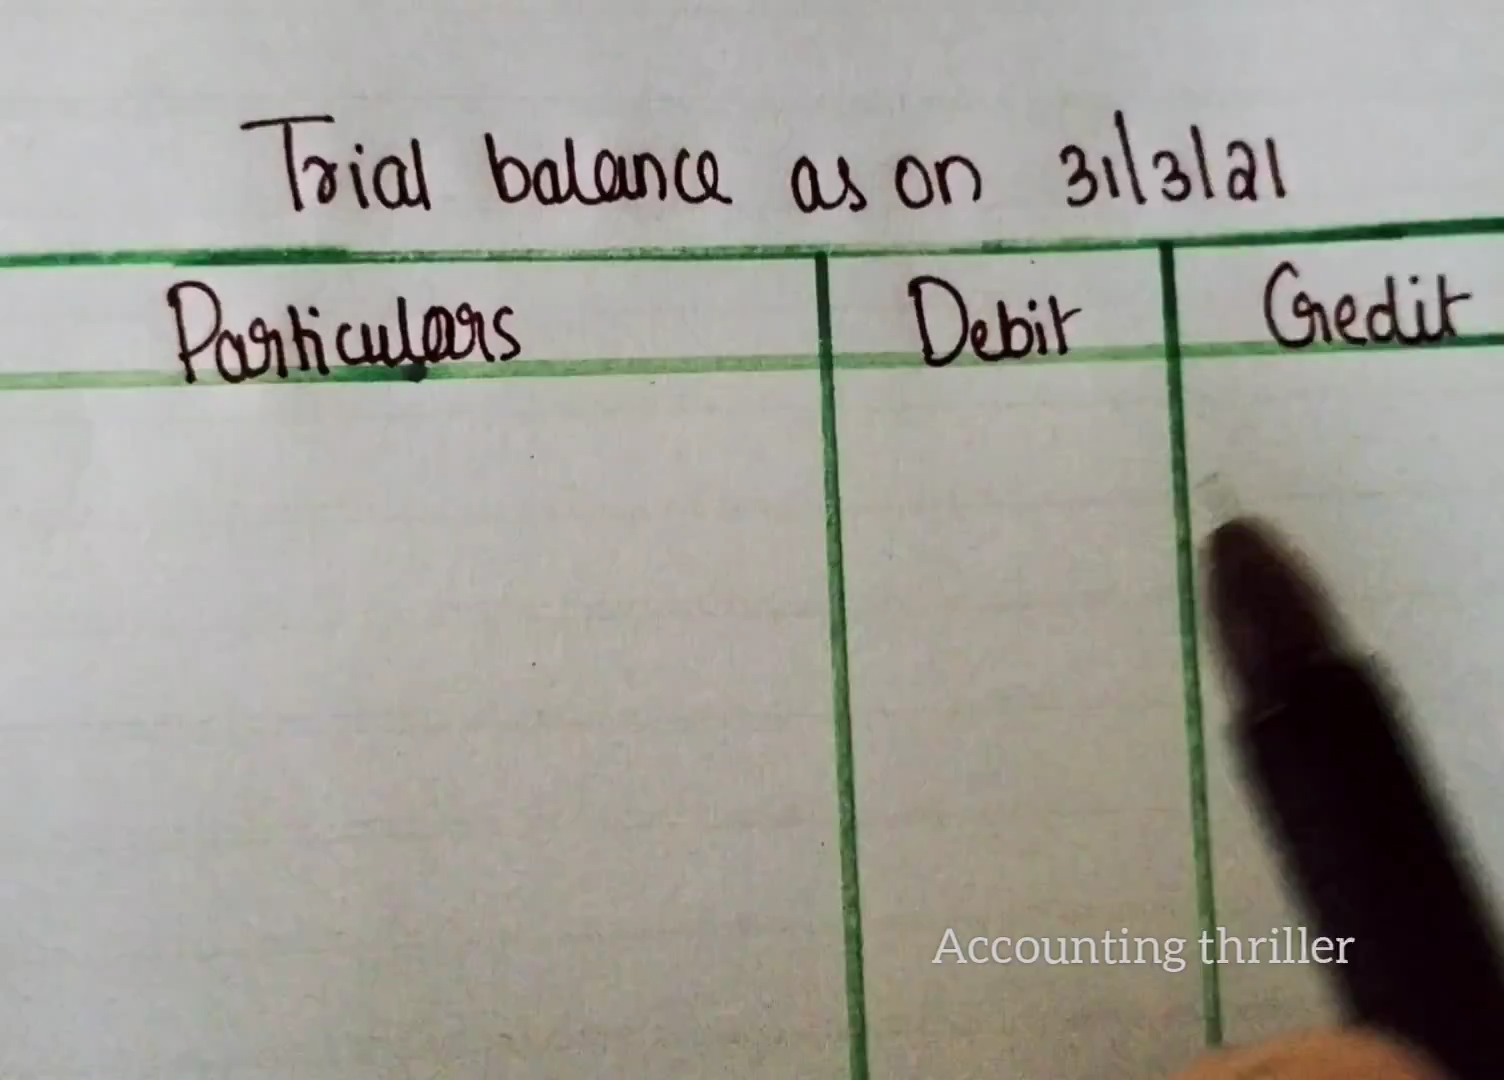 Trial balance as on 31/3/21
Particulars Debit Credit
Accounting thriller